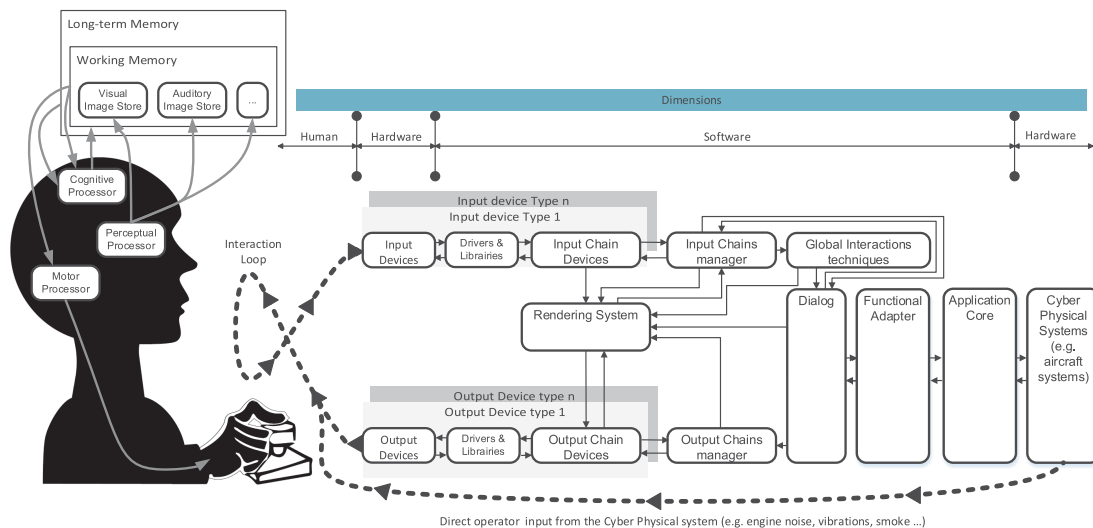 Long-term Memory
Working Memory
Visual
Image Store
Auditory
Image Store
...
Cognitive
Processor
Perceptual
Processor
Motor
Processor
Dimensions
Human
Hardware
Software
Hardware
Interaction
Loop
Input device Type n
Input device Type 1
Input
Devices
Drivers &
Librairies
Input Chain
Devices
Input Chains
manager
Global Interactions
techniques
Rendering System
Dialog
Functional
Adapter
Application
Core
Cyber
Physical
Systems
(e.g.
aircraft
systems)
Output Device type n
Output Device type 1
Output
Devices
Drivers &
Librairies
Output Chain
Devices
Output Chains
manager
Direct operator input from the Cyber Physical system (e.g. engine noise, vibrations, smoke ...)